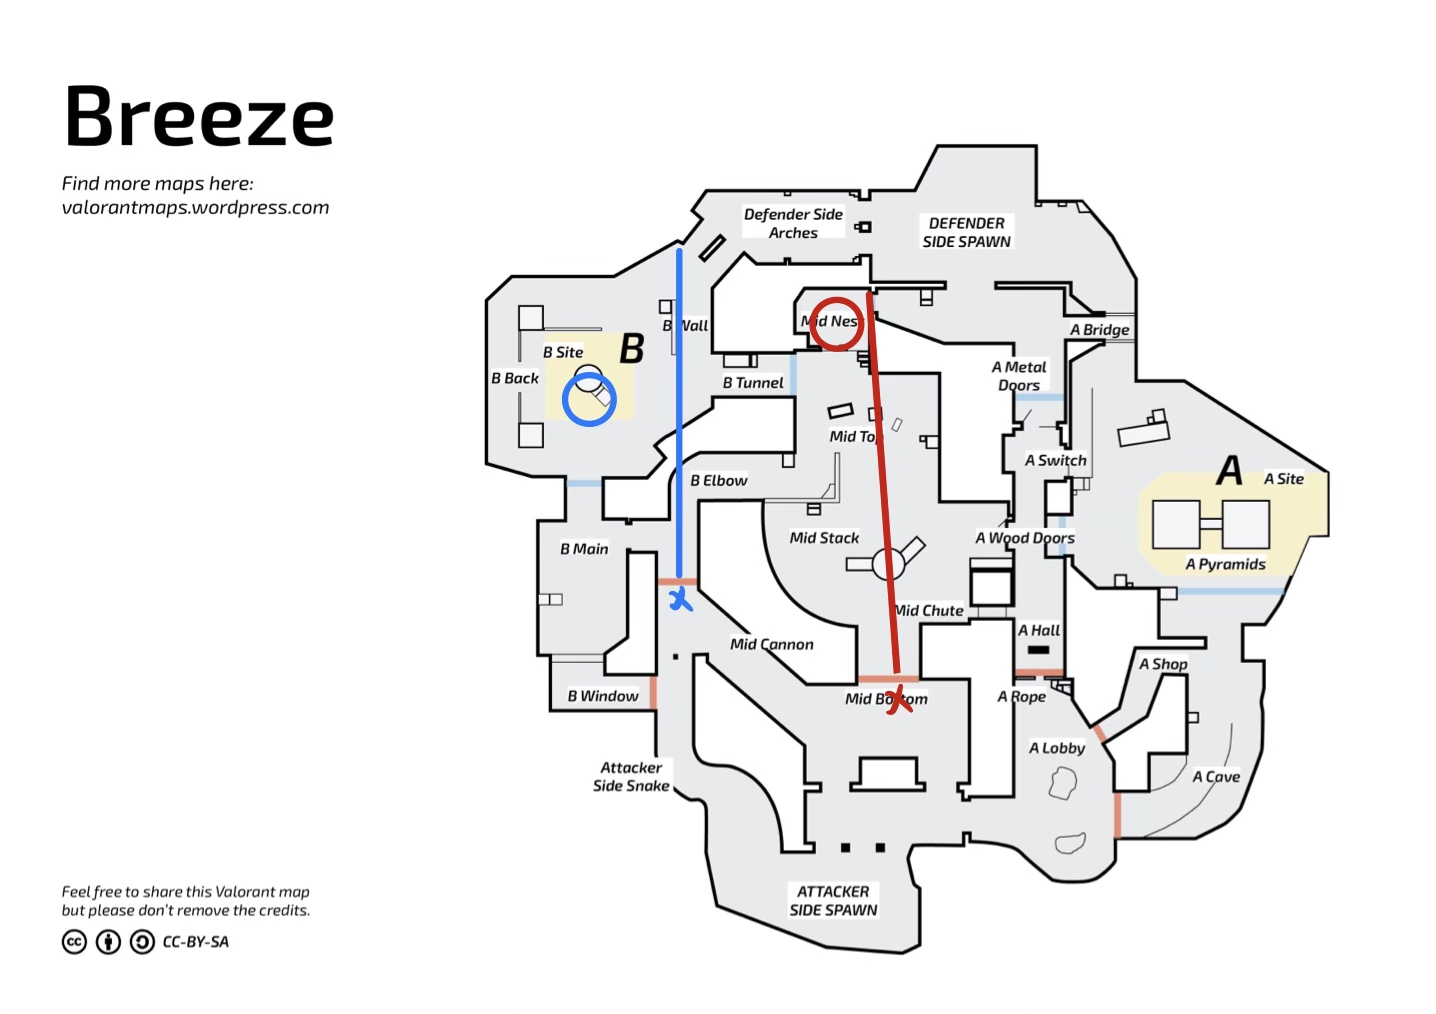 Breeze
Find more maps here:
valorantmaps.wordpress.com
Defender Side
Arches
DEFENDER
SIDE SPAWN
Mid Nest
B Wall
A Bridge
B
B Site
B Back
B Tunnel
A Metal
Doors
Mid Top
A Switch
A
A Site
B Elbow
Mid Stack
A Wood Doors
B Main
A Pyramids
Mid Chute
A Hall
Mid Cannon
A Shop
B Window
Mid Bottom
A Rope
A Lobby
Attacker
Side Snake
A Cave
ATTACKER
SIDE SPAWN
Feel free to share this Valorant map
but please don't remove the credits.
cc CC-BY-SA